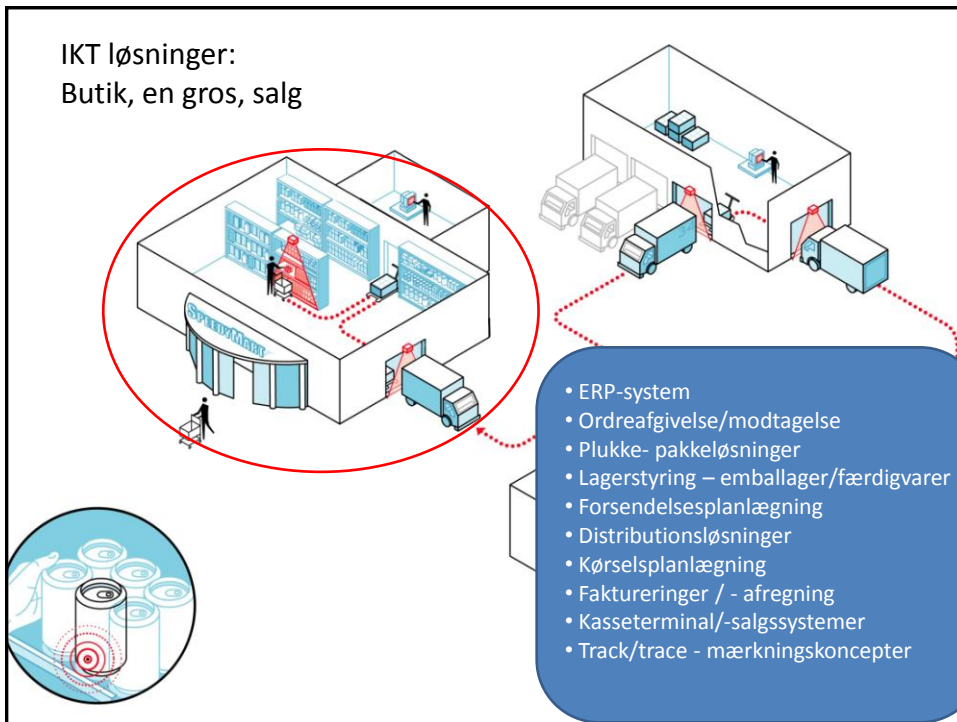 IKT løsninger:
Butik, en gros, salg
SPEEDYMART
• ERP-system
• Ordreafgivelse/modtagelse
• Plukke- pakkeløsninger
• Lagerstyring – emballager/færdigvarer
• Forsendelsesplanlægning
• Distributionsløsninger
• Kørselsplanlægning
• Faktureringer / - afregning
• Kasseterminal/-salgssystemer
• Track/trace - mærkningskoncepter